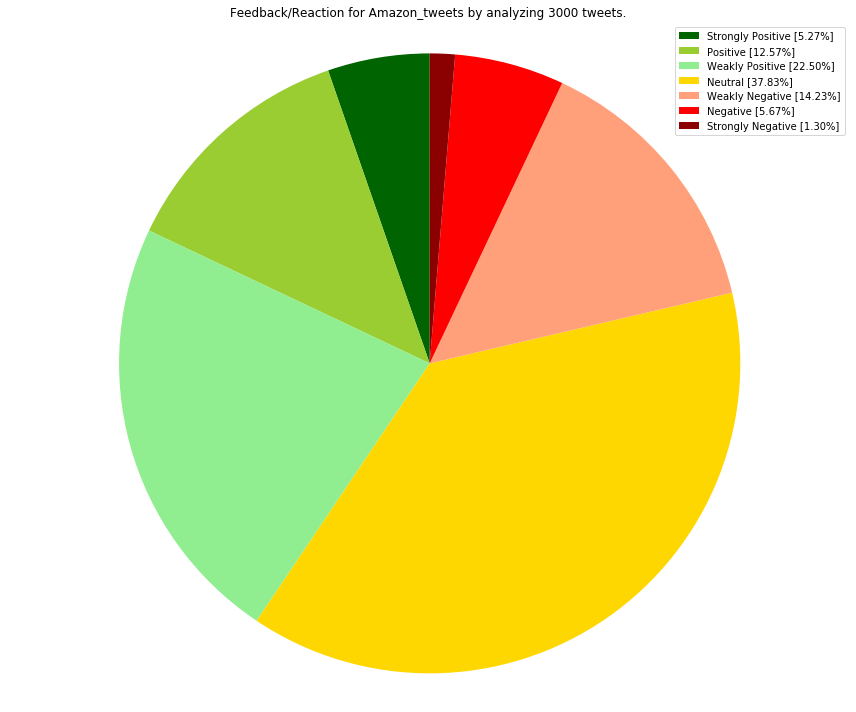 Feedback/Reaction for Amazon_tweets by analyzing 3000 tweets.
Strongly Positive [5.27%]
Positive [12.57%]
Weakly Positive [22.50%]
Neutral [37.83%]
Weakly Negative [14.23%]
Negative [5.67%]
Strongly Negative [1.30%]